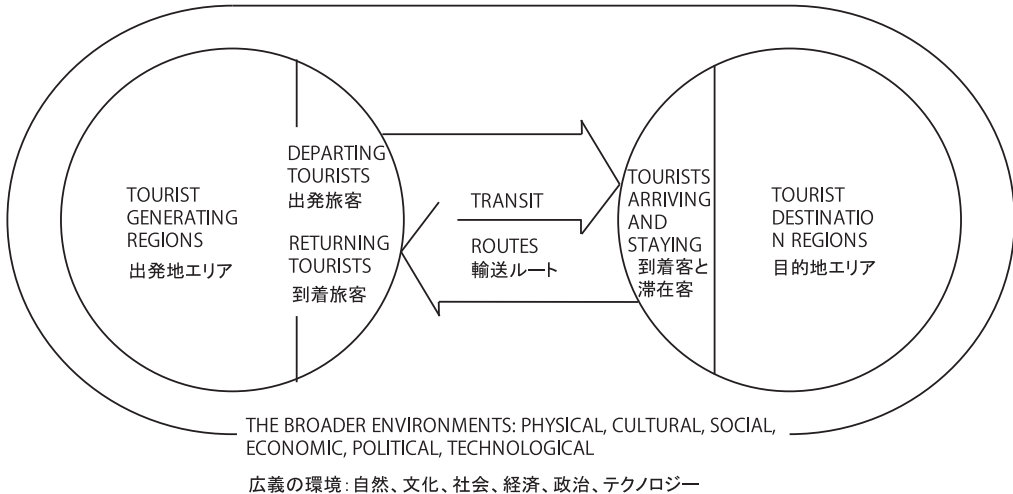 TOURIST
GENERATING
REGIONS
出発地エリア
DEPARTING
TOURISTS
出発旅客
RETURNING
TOURISTS
到着旅客
TRANSIT
ROUTES
輸送ルート
TOURISTS
ARRIVING
AND
STAYING
到着客と
滞在客
TOURIST
DESTINATIO
N REGIONS
目的地エリア
THE BROADER ENVIRONMENTS: PHYSICAL, CULTURAL, SOCIAL,
ECONOMIC, POLITICAL, TECHNOLOGICAL
広義の環境：自然、文化、社会、経済、政治、テクノロジー